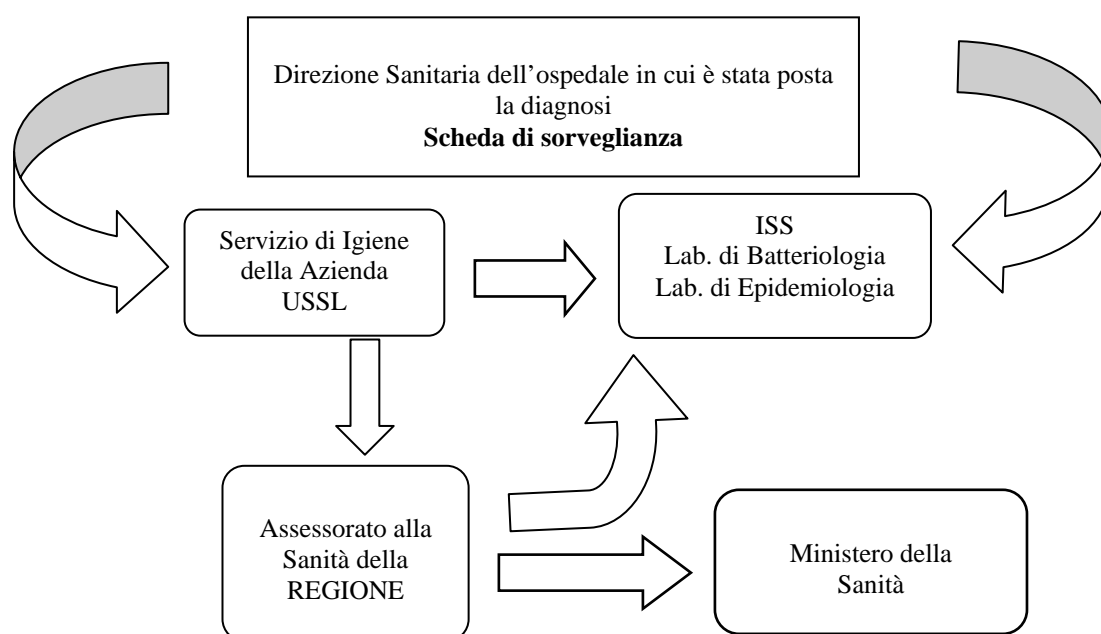 Direzione Sanitaria dell'ospedale in cui è stata posta
la diagnosi
Scheda di sorveglianza
Servizio di Igiene
della Azienda
USSL
ISS
Lab. di Batteriologia
Lab. di Epidemiologia
Assessorato alla
Sanità della
REGIONE
Ministero della
Sanità